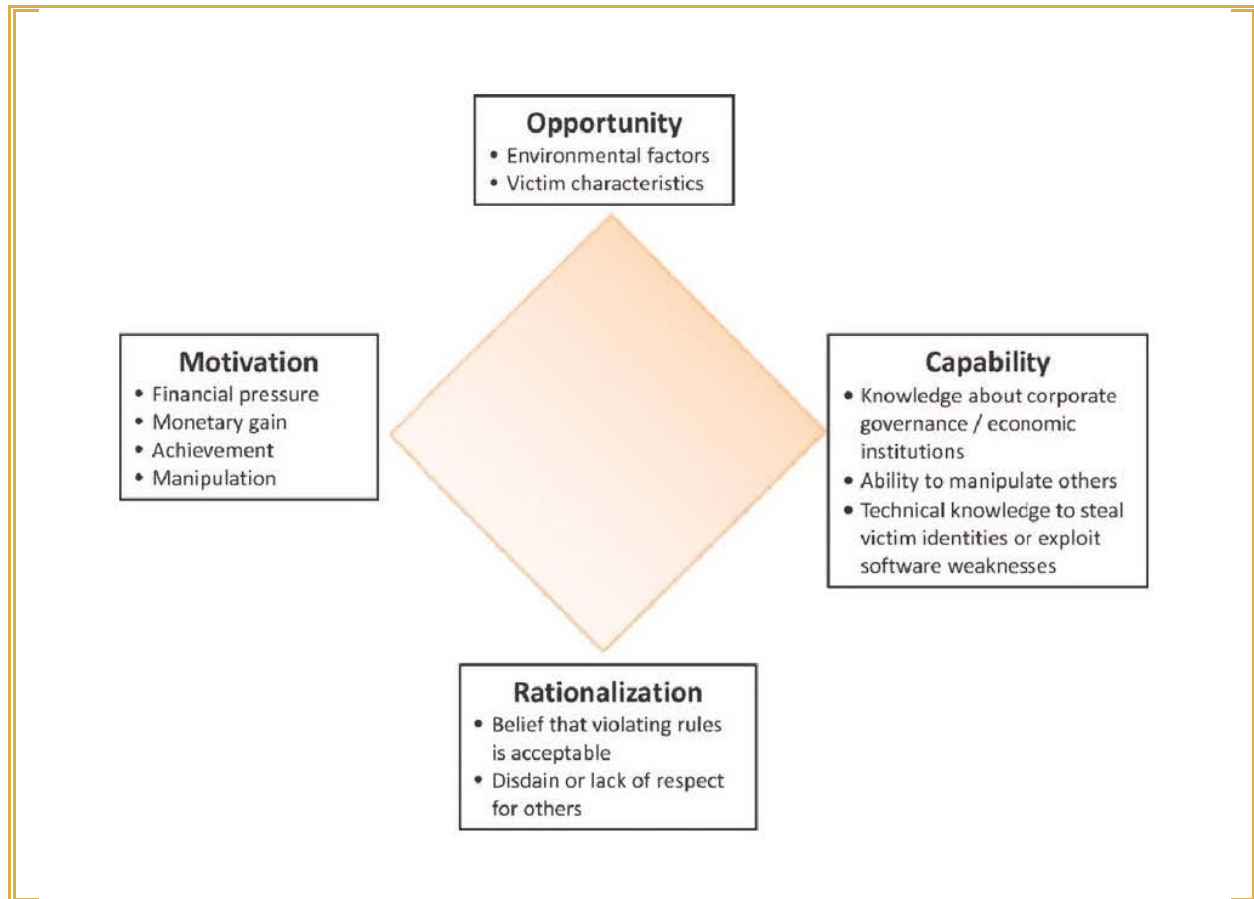 Opportunity
• Environmental factors
• Victim characteristics
Motivation
• Financial pressure
• Monetary gain
• Achievement
• Manipulation
Capability
• Knowledge about corporate
governance / economic
institutions
• Ability to manipulate others
• Technical knowledge to steal
victim identities or exploit
software weaknesses
Rationalization
• Belief that violating rules
is acceptable
• Disdain or lack of respect
for others